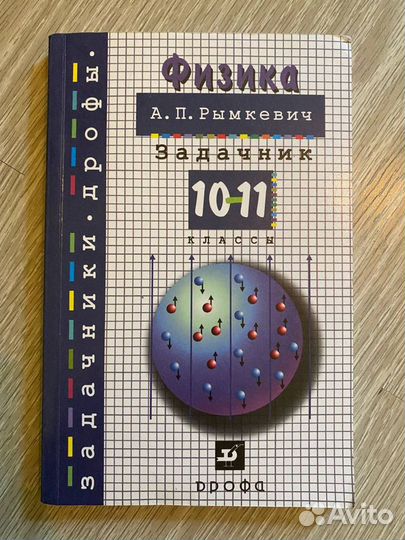 задачники.дрофы.
Физика
А.П.Рымкевич
Задачник
10-11
классы
дрофа
Avito